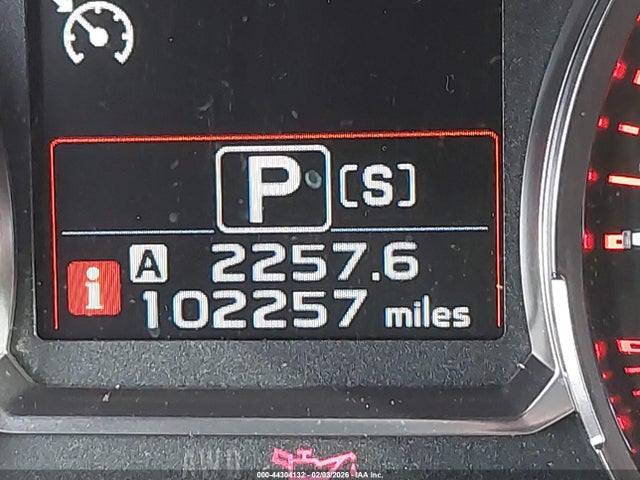 P [S]
A 2257.6
i 102257 miles
000-44304132 - 02/03/2026 - IAA Inc.